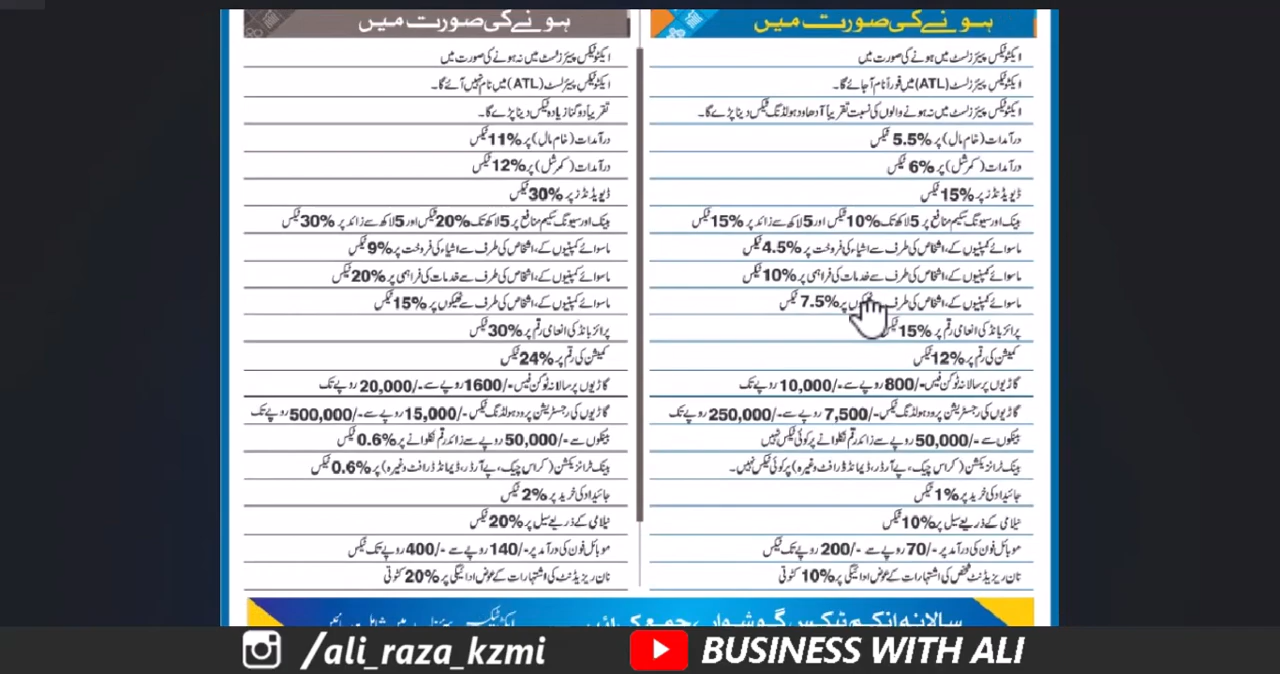 ہونے کی صورت میں
ایکٹو ٹیکس پیئرز لسٹ میں ہونے کی صورت میں
ایکٹو ٹیکس پیئرز لسٹ (ATL) میں فوراً نام آجائے گا۔
ایکٹو ٹیکس پیئرز لسٹ میں نہ ہونے والوں کی نسبت تقریباً آدھا ودہولڈنگ ٹیکس دینا پڑے گا۔
درآمدات (خام مال) پر 5.5% ٹیکس
درآمدات (کمرشل) پر 6% ٹیکس
ڈیویڈنڈز پر 15% ٹیکس
بینک اور سیونگ سکیم منافع پر 5 لاکھ تک 10% ٹیکس اور 5 لاکھ سے زائد پر 15% ٹیکس
ماسوائے کمپنیوں کے، اشخاص کی طرف سے اشیاء کی فروخت پر 4.5% ٹیکس
ماسوائے کمپنیوں کے، اشخاص کی طرف سے خدمات کی فراہمی پر 10% ٹیکس
ماسوائے کمپنیوں کے، اشخاص کی طرف پر 7.5% ٹیکس
پرائز بانڈ کی انعامی رقم پر 15% ٹیکس
کمیشن کی رقم پر 12% ٹیکس
گاڑیوں پر سالانہ ٹوکن فیس -/800 روپے سے -/10,000 روپے تک
گاڑیوں کی رجسٹریشن پر ودہولڈنگ ٹیکس -/7,500 روپے سے -/250,000 روپے تک
بینکوں سے -/50,000 روپے سے زائد رقم نکلوانے پر کوئی ٹیکس نہیں
بینک ٹرانزیکشن (کراس چیک، پے آرڈر، ڈیمانڈ ڈرافٹ وغیرہ) پر کوئی ٹیکس نہیں۔
جائیداد کی خرید پر 1% ٹیکس
نیلامی کے ذریعے سیل پر 10% ٹیکس
موبائل فون کی درآمد پر -/70 روپے سے -/200 روپے تک ٹیکس
نان ریزیڈنٹ شخص کی اشتہارات کے عوض ادائیگی پر 10% کٹوتی
ہونے کی صورت میں
ایکٹو ٹیکس پیئرز لسٹ میں نہ ہونے کی صورت میں
ایکٹو ٹیکس پیئرز لسٹ (ATL) میں نام نہیں آئے گا۔
تقریباً دو گنا زیادہ ٹیکس دینا پڑے گا۔
درآمدات (خام مال) پر 11% ٹیکس
درآمدات (کمرشل) پر 12% ٹیکس
ڈیویڈنڈز پر 30% ٹیکس
بینک اور سیونگ سکیم منافع پر 5 لاکھ تک 20% ٹیکس اور 5 لاکھ سے زائد پر 30% ٹیکس
ماسوائے کمپنیوں کے، اشخاص کی طرف سے اشیاء کی فروخت پر 9% ٹیکس
ماسوائے کمپنیوں کے، اشخاص کی طرف سے خدمات کی فراہمی پر 20% ٹیکس
ماسوائے کمپنیوں کے، اشخاص کی طرف سے ٹھیکوں پر 15% ٹیکس
پرائز بانڈ کی انعامی رقم پر 30% ٹیکس
کمیشن کی رقم پر 24% ٹیکس
گاڑیوں پر سالانہ ٹوکن فیس -/1600 روپے سے -/20,000 روپے تک
گاڑیوں کی رجسٹریشن پر ودہولڈنگ ٹیکس -/15,000 روپے سے -/500,000 روپے تک
بینکوں سے -/50,000 روپے سے زائد رقم نکلوانے پر 0.6% ٹیکس
بینک ٹرانزیکشن (کراس چیک، پے آرڈر، ڈیمانڈ ڈرافٹ وغیرہ) پر 0.6% ٹیکس
جائیداد کی خرید پر 2% ٹیکس
نیلامی کے ذریعے سیل پر 20% ٹیکس
موبائل فون کی درآمد پر -/140 روپے سے -/400 روپے تک ٹیکس
نان ریزیڈنٹ کی اشتہارات کے عوض ادائیگی پر 20% کٹوتی
سالانہ انکم ٹیکس گوشوارے جمع
/ali_raza_kzmi
BUSINESS WITH ALI